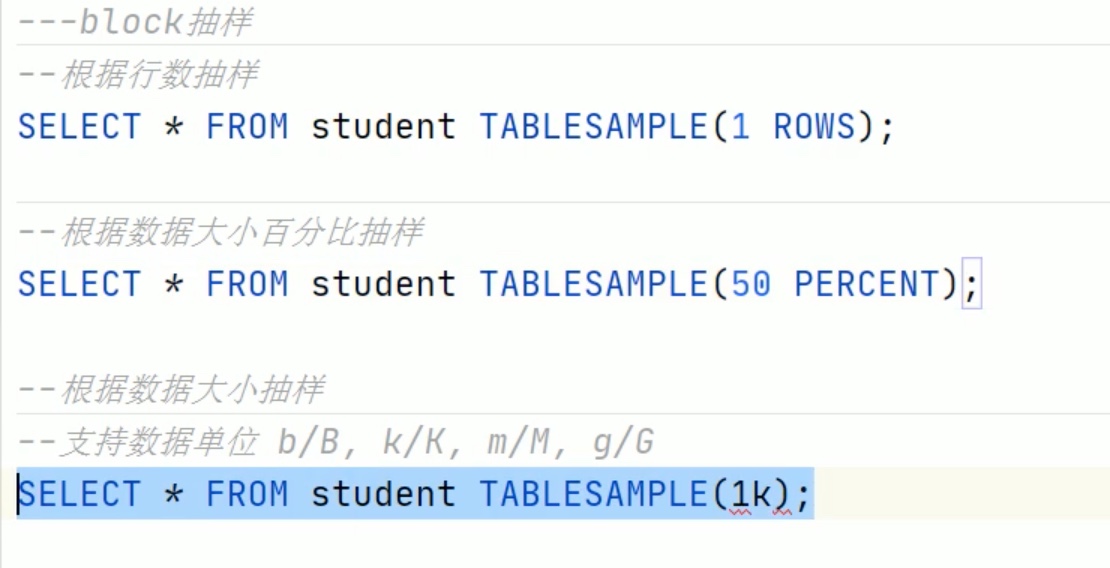 ---block抽样
--根据行数抽样
SELECT * FROM student TABLESAMPLE(1 ROWS);
--根据数据大小百分比抽样
SELECT * FROM student TABLESAMPLE(50 PERCENT);
--根据数据大小抽样
--支持数据单位 b/B, k/K, m/M, g/G
SELECT * FROM student TABLESAMPLE(1k);